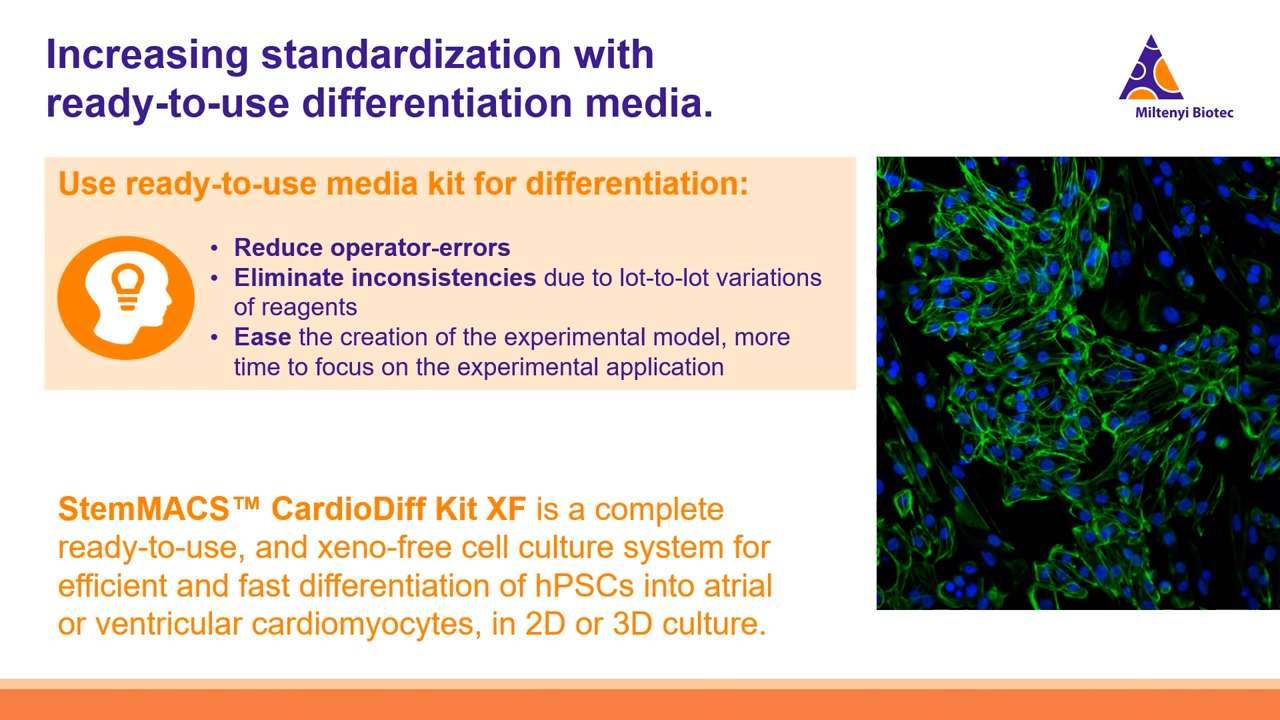 Increasing standardization with
ready-to-use differentiation media.
Miltenyi Biotec
Use ready-to-use media kit for differentiation:
• Reduce operator-errors
• Eliminate inconsistencies due to lot-to-lot variations
of reagents
• Ease the creation of the experimental model, more
time to focus on the experimental application
StemMACS™ CardioDiff Kit XF is a complete
ready-to-use, and xeno-free cell culture system for
efficient and fast differentiation of hPSCs into atrial
or ventricular cardiomyocytes, in 2D or 3D culture.